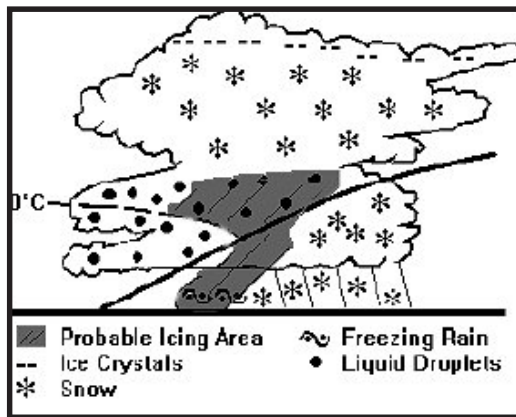 0°C
Probable Icing Area
Freezing Rain
Ice Crystals
Liquid Droplets
Snow